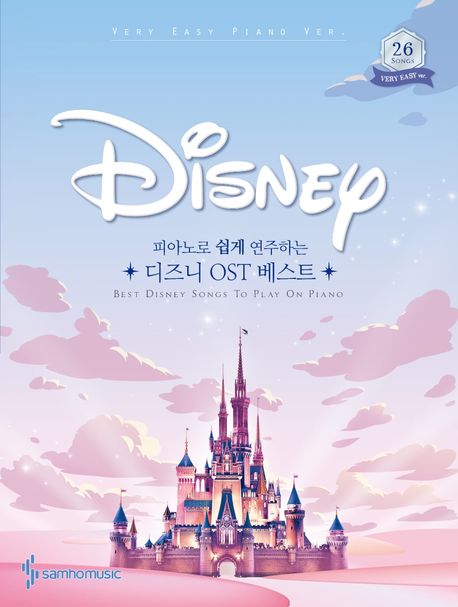 VERY EASY PIANO VER.
26
SONGS
VERY EASY ver.
DISNEY
피아노로 쉽게 연주하는
디즈니 OST 베스트
BEST DISNEY SONGS TO PLAY ON PIANO
samhomusic